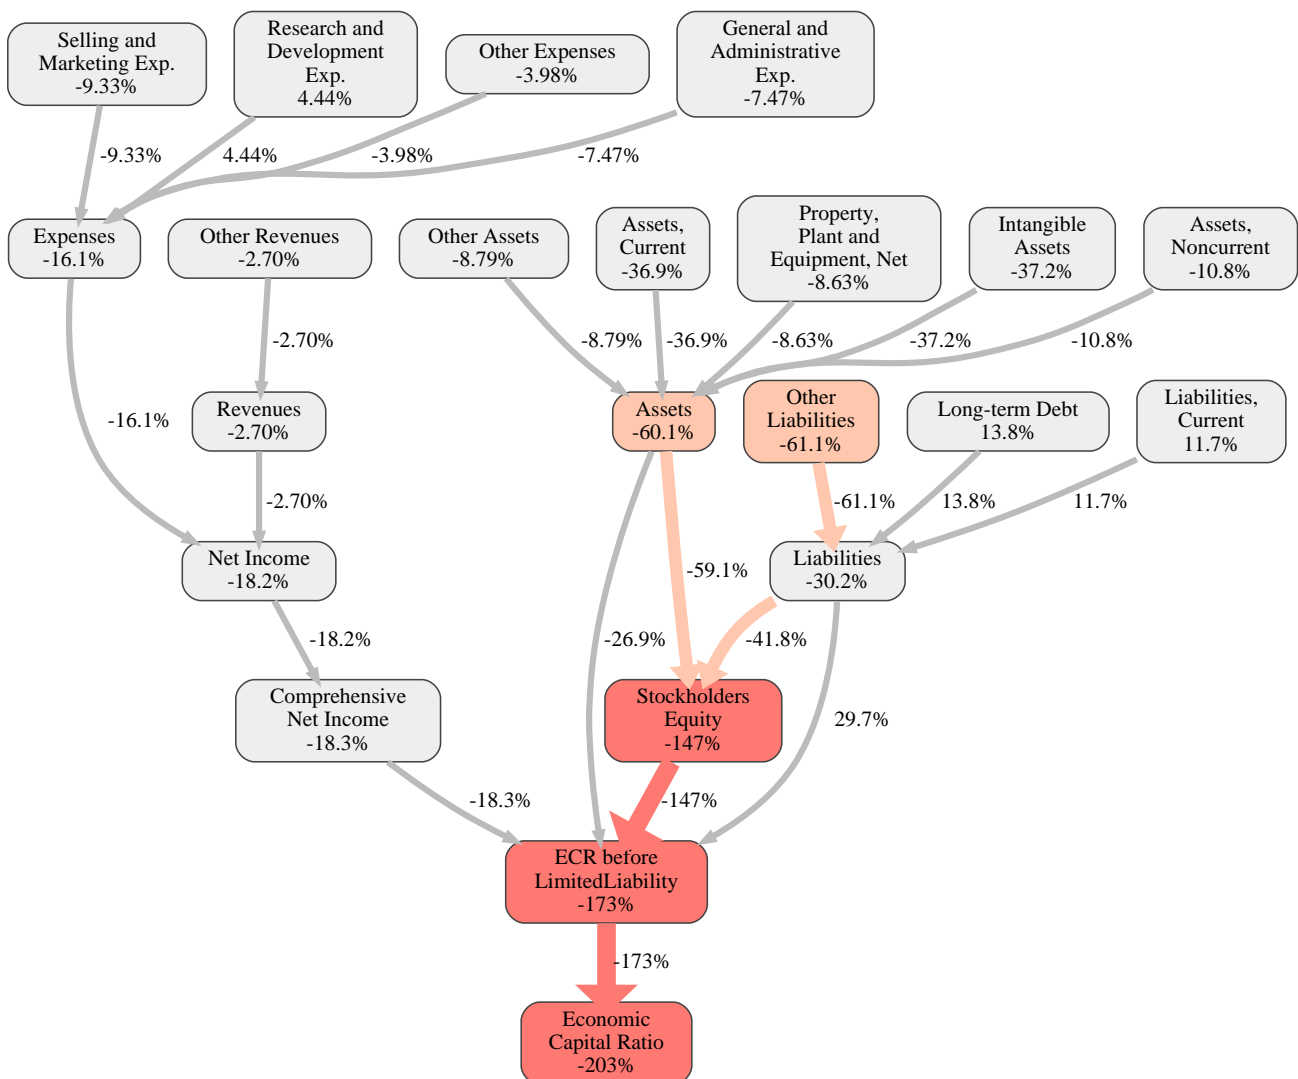 Selling and
Marketing Exp.
-9.33%
Research and
Development
Exp.
4.44%
Other Expenses
-3.98%
General and
Administrative
Exp.
-7.47%
-9.33%
4.44%
-3.98%
-7.47%
Expenses
-16.1%
Other Revenues
-2.70%
Other Assets
-8.79%
Assets,
Current
-36.9%
Property,
Plant and
Equipment, Net
-8.63%
Intangible
Assets
-37.2%
Assets,
Noncurrent
-10.8%
-2.70%
-8.79%
-36.9%
-8.63%
-37.2%
-10.8%
-16.1%
Revenues
-2.70%
Assets
-60.1%
Other
Liabilities
-61.1%
Long-term Debt
13.8%
Liabilities,
Current
11.7%
-2.70%
-61.1%
13.8%
11.7%
Net Income
-18.2%
-59.1%
Liabilities
-30.2%
-18.2%
-26.9%
-41.8%
Comprehensive
Net Income
-18.3%
Stockholders
Equity
-147%
29.7%
-18.3%
-147%
ECR before
LimitedLiability
-173%
-173%
Economic
Capital Ratio
-203%